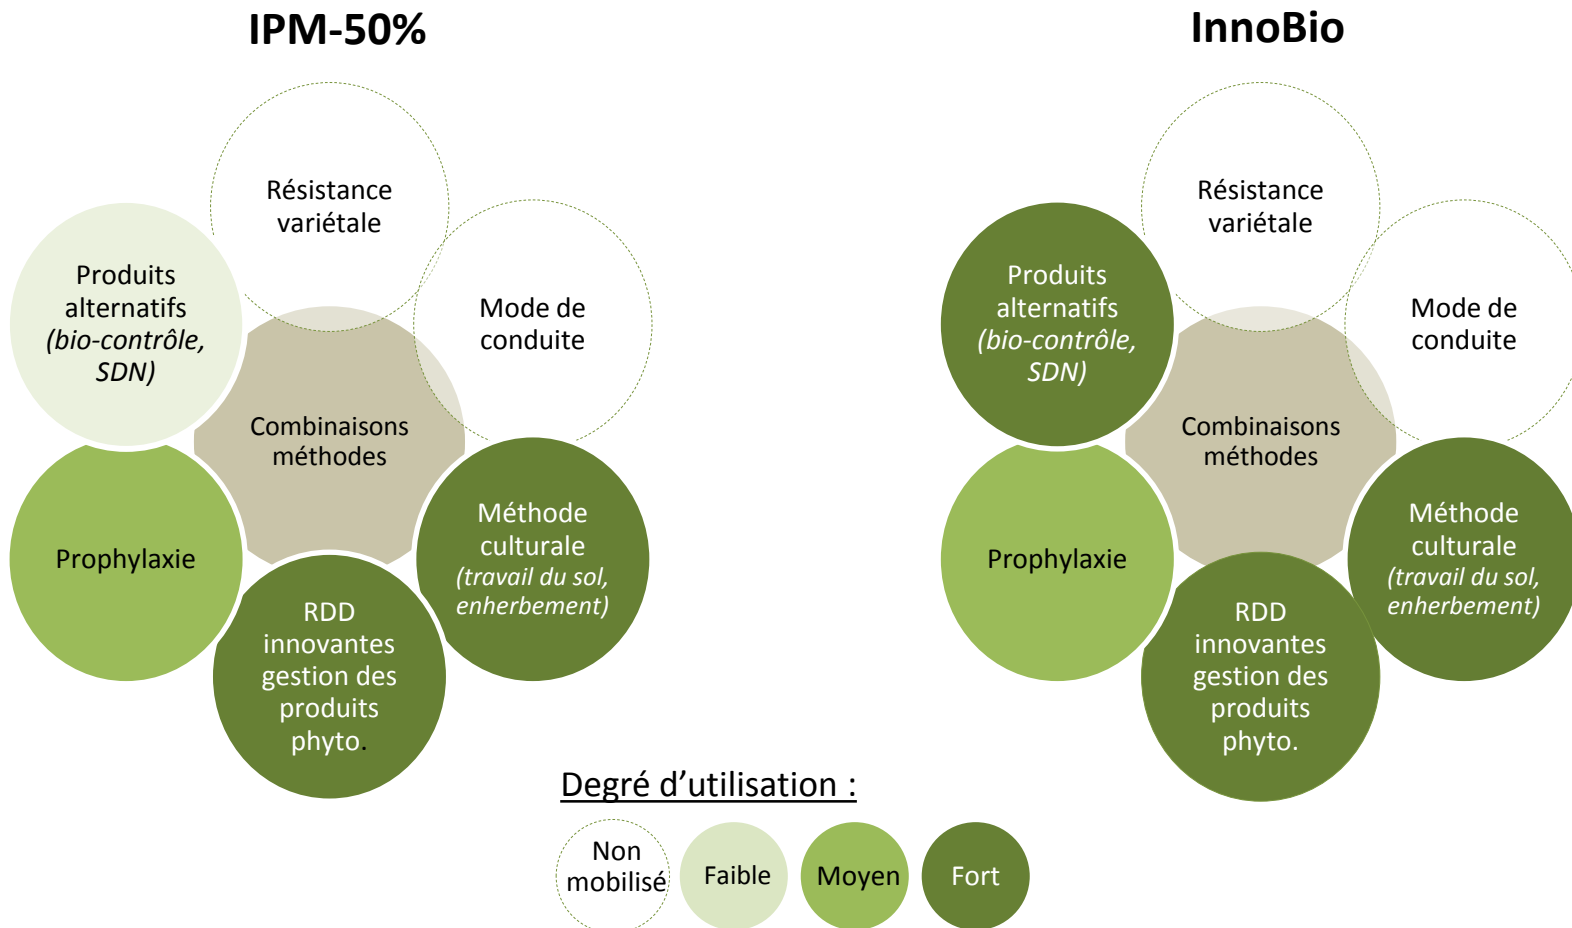 IPM-50%
Résistance
variétale
Produits
alternatifs
(bio-contrôle,
SDN)
Mode de
conduite
Combinaisons
méthodes
Prophylaxie
Méthode
culturale
(travail du sol,
enherbement)
RDD
innovantes
gestion des
produits
phyto.
InnoBio
Résistance
variétale
Produits
alternatifs
(bio-contrôle,
SDN)
Mode de
conduite
Combinaisons
méthodes
Prophylaxie
Méthode
culturale
(travail du sol,
enherbement)
RDD
innovantes
gestion des
produits
phyto.
Degré d’utilisation :
Non
mobilisé
Faible
Moyen
Fort